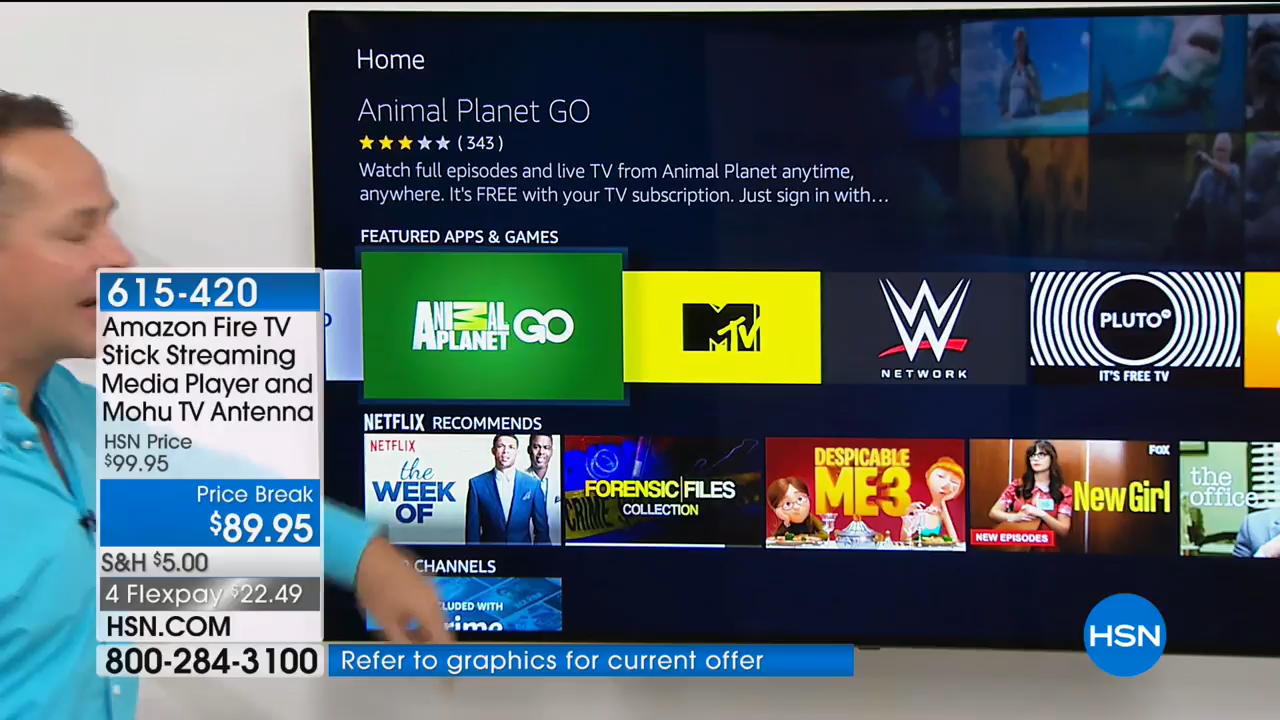 Home
Animal Planet GO
(343)
Watch full episodes and live TV from Animal Planet anytime,
anywhere. It's FREE with your TV subscription. Just sign in with...
FEATURED APPS & GAMES
ANIMAL PLANET GO
MTV
W
NETWORK
PLUTO TV
IT'S FREE TV
NETFLIX RECOMMENDS
NETFLIX
the
WEEK
OF
FORENSIC FILES
COLLECTION
DESPICABLE
ME3
FOX
New Girl
NEW EPISODES
the
office
CHANNELS
prime
615-420
Amazon Fire TV
Stick Streaming
Media Player and
Mohu TV Antenna
HSN Price
$99.95
Price Break
$89.95
S&H $5.00
4 Flexpay $22.49
HSN.COM
800-284-3100
Refer to graphics for current offer
HSN